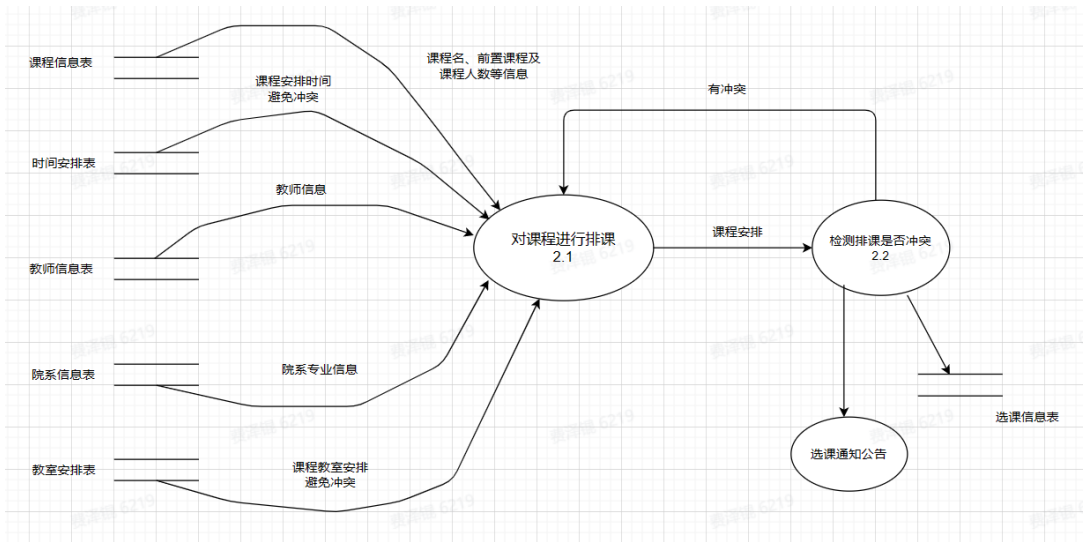 课程信息表
课程名、前置课程及
课程人数等信息
课程安排时间
避免冲突
有冲突
时间安排表
教师信息
对课程进行排课
2.1
课程安排
检测排课是否冲突
2.2
教师信息表
院系信息表
院系专业信息
选课信息表
教室安排表
课程教室安排
避免冲突
选课通知公告